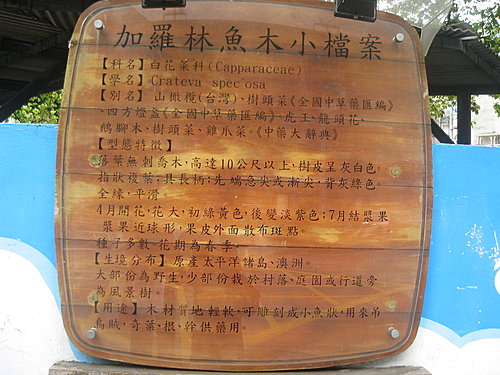 加羅林魚木小檔案
【科名】白花菜科(Capparaceae)
【學名】Crateva spec osa
【別名】山橄欖(台灣)、樹頭菜《全國中草藥匯編》
、四方燈盞《全國中草藥匯編》、虎王、龍頭花、
鵝腳木、樹頭菜、雞爪菜。《中藥大辭典》
【型態特徵】
落葉無刺喬木,高達10公尺以上,樹皮呈灰白色。
指狀複葉;具長柄;先端急尖或漸尖,背灰綠色。
全緣,平滑。
4月開花,花大,初綠黃色,後變淡紫色;7月結漿果
漿果近球形,果皮外面散布斑點。
種子多數。花期為春季。
【生境分布】原產太平洋諸島、澳洲。
大部份為野生,少部份栽於村落、庭園或行道旁
為風景樹。
【用途】木材質地輕軟,可雕刻成小魚狀,用來吊
烏賊,奇葉、根、幹供藥用。